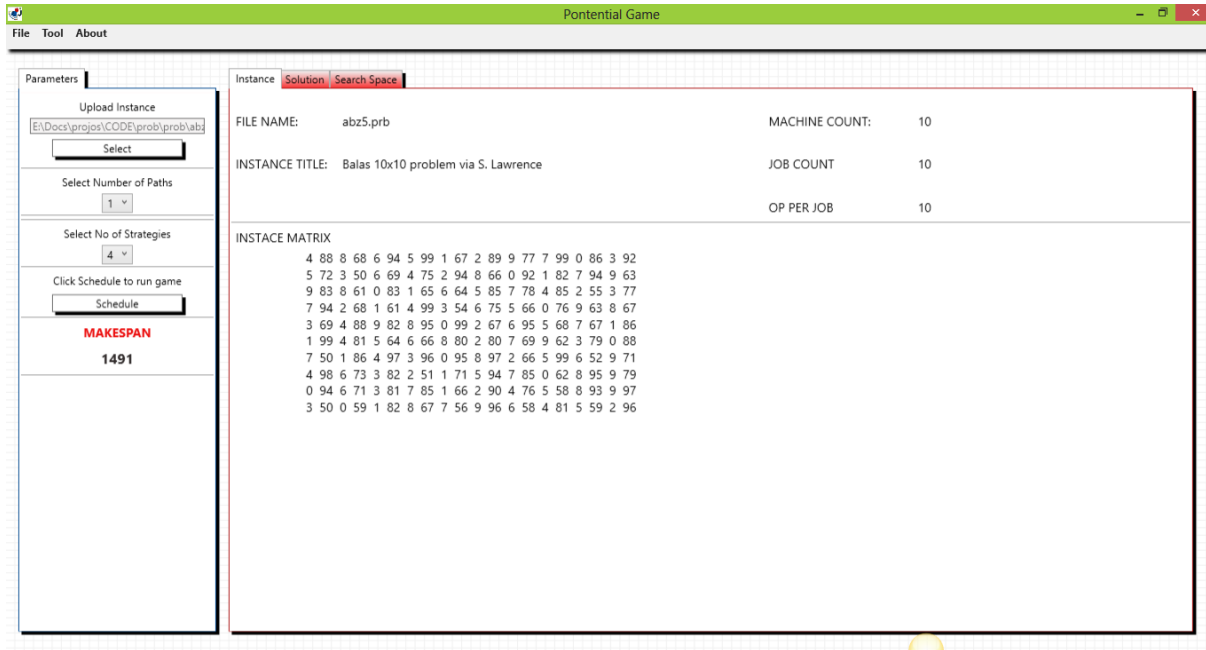 Pontential Game
File Tool About
Parameters
Upload Instance
E:\Docs\projos\CODE\prob\prob\abz
Select
Select Number of Paths
1
Select No of Strategies
4
Click Schedule to run game
Schedule
MAKESPAN
1491
Instance Solution Search Space
FILE NAME: abz5.prb MACHINE COUNT: 10
INSTANCE TITLE: Balas 10x10 problem via S. Lawrence JOB COUNT 10
OP PER JOB 10
INSTACE MATRIX
4 88 8 68 6 94 5 99 1 67 2 89 9 77 7 99 0 86 3 92
5 72 3 50 6 69 4 75 2 94 8 66 0 92 1 82 7 94 9 63
9 83 8 61 0 83 1 65 6 64 5 85 7 78 4 85 2 55 3 77
7 94 2 68 1 61 4 99 3 54 6 75 5 66 0 76 9 63 8 67
3 69 4 88 9 82 8 95 0 99 2 67 6 95 5 68 7 67 1 86
1 99 4 81 5 64 6 66 8 80 2 80 7 69 9 62 3 79 0 88
7 50 1 86 4 97 3 96 0 95 8 97 2 66 5 99 6 52 9 71
4 98 6 73 3 82 2 51 1 71 5 94 7 85 0 62 8 95 9 79
0 94 6 71 3 81 7 85 1 66 2 90 4 76 5 58 8 93 9 97
3 50 0 59 1 82 8 67 7 56 9 96 6 58 4 81 5 59 2 96